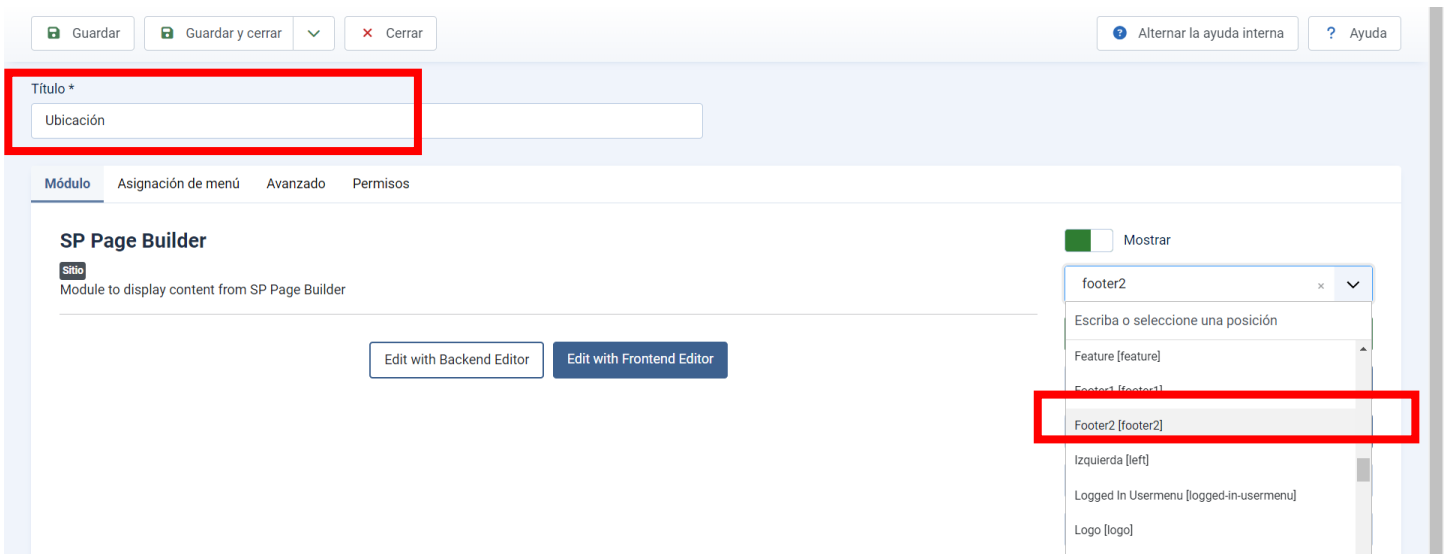 Guardar
Guardar y cerrar
Cerrar
Alternar la ayuda interna
? Ayuda
Título *
Ubicación
Módulo
Asignación de menú
Avanzado
Permisos
SP Page Builder
Sitio
Module to display content from SP Page Builder
Edit with Backend Editor
Edit with Frontend Editor
Mostrar
footer2
Escriba o seleccione una posición
Feature [feature]
Footer1 [footer1]
Footer2 [footer2]
Izquierda [left]
Logged In Usermenu [logged-in-usermenu]
Logo [logo]